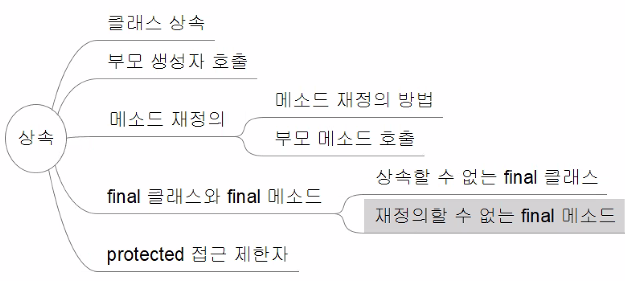 상속
클래스 상속
부모 생성자 호출
메소드 재정의
메소드 재정의 방법
부모 메소드 호출
final 클래스와 final 메소드
상속할 수 없는 final 클래스
재정의할 수 없는 final 메소드
protected 접근 제한자